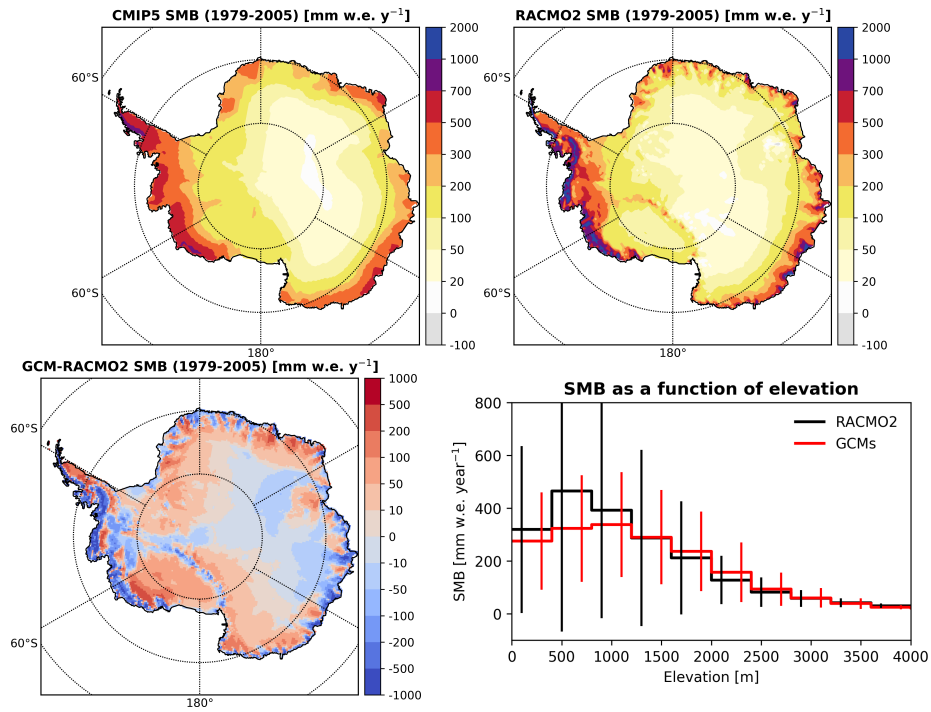 CMIP5 SMB (1979-2005) [mm w.e. y⁻¹]
60°S
60°S
180°
2000
1000
700
500
300
200
100
50
20
0
-100
RACMO2 SMB (1979-2005) [mm w.e. y⁻¹]
60°S
60°S
180°
2000
1000
700
500
300
200
100
50
20
0
-100
GCM-RACMO2 SMB (1979-2005) [mm w.e. y⁻¹]
60°S
60°S
180°
1000
500
200
100
50
10
0
-10
-50
-100
-200
-500
-1000
SMB as a function of elevation
RACMO2
GCMs
SMB [mm w.e. year⁻¹]
800
600
400
200
0
0 500 1000 1500 2000 2500 3000 3500 4000
Elevation [m]